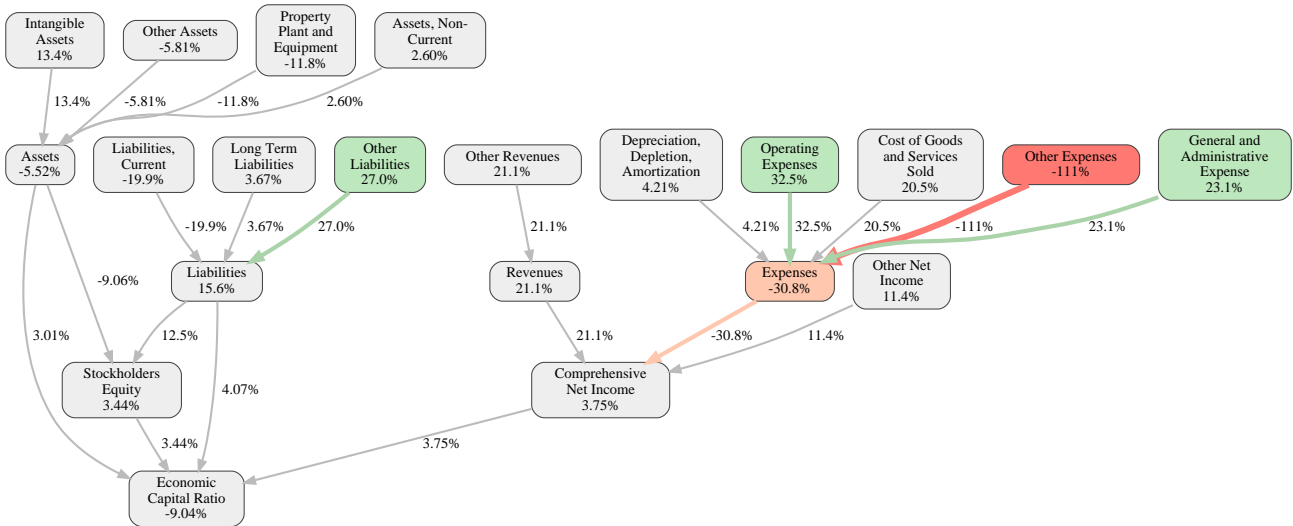 Intangible
Assets
13.4%
Other Assets
-5.81%
Property
Plant and
Equipment
-11.8%
Assets, Non-
Current
2.60%
13.4%
-5.81%
-11.8%
2.60%
Assets
-5.52%
Liabilities,
Current
-19.9%
Long Term
Liabilities
3.67%
Other
Liabilities
27.0%
Other Revenues
21.1%
Depreciation,
Depletion,
Amortization
4.21%
Operating
Expenses
32.5%
Cost of Goods
and Services
Sold
20.5%
Other Expenses
-111%
General and
Administrative
Expense
23.1%
-19.9%
3.67%
27.0%
21.1%
4.21%
32.5%
20.5%
-111%
23.1%
-9.06%
Liabilities
15.6%
Revenues
21.1%
Expenses
-30.8%
Other Net
Income
11.4%
3.01%
12.5%
21.1%
-30.8%
11.4%
Stockholders
Equity
3.44%
4.07%
Comprehensive
Net Income
3.75%
3.44%
3.75%
Economic
Capital Ratio
-9.04%